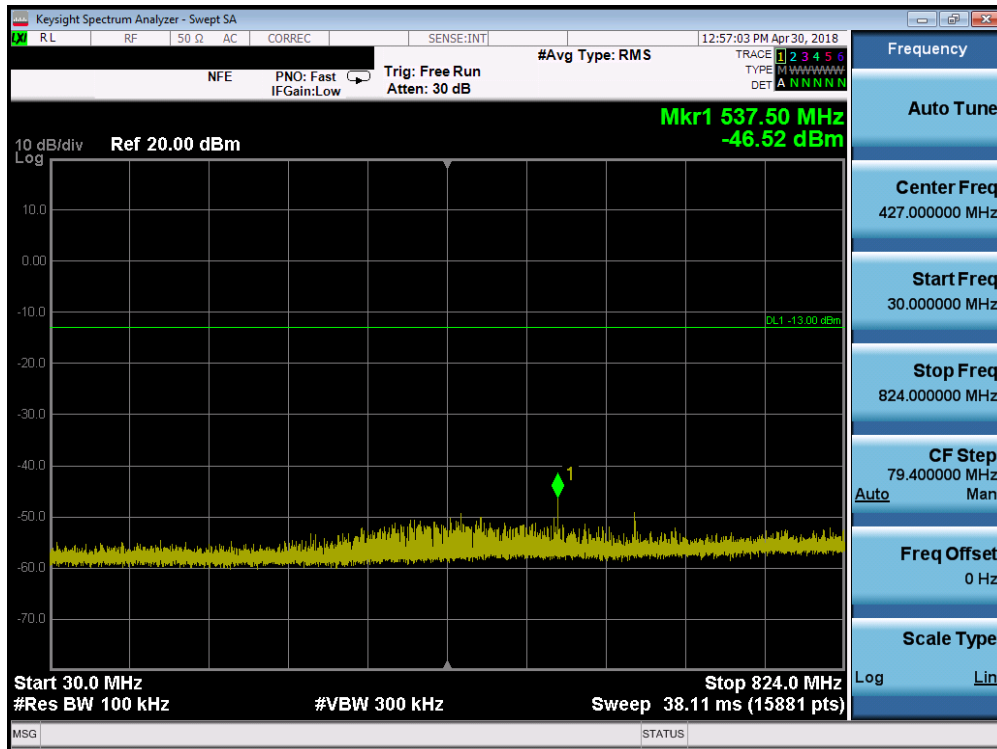 Keysight Spectrum Analyzer - Swept SA
LXI RL RF 50 Ω AC CORREC SENSE:INT 12:57:03 PM Apr 30, 2018
NFE PNO: Fast Trig: Free Run #Avg Type: RMS TRACE 1 2 3 4 5 6
IFGain:Low Atten: 30 dB TYPE M WWWWW
DET A N N N N N
Mkr1 537.50 MHz
-46.52 dBm
10 dB/div Ref 20.00 dBm
Log
10.0
0.00
-10.0
DL1 -13.00 dBm
-20.0
-30.0
-40.0
1
-50.0
-60.0
-70.0
Start 30.0 MHz Stop 824.0 MHz
#Res BW 100 kHz #VBW 300 kHz Sweep 38.11 ms (15881 pts)
MSG STATUS
Frequency
Auto Tune
Center Freq
427.000000 MHz
Start Freq
30.000000 MHz
Stop Freq
824.000000 MHz
CF Step
79.400000 MHz
Auto Man
Freq Offset
0 Hz
Scale Type
Log Lin